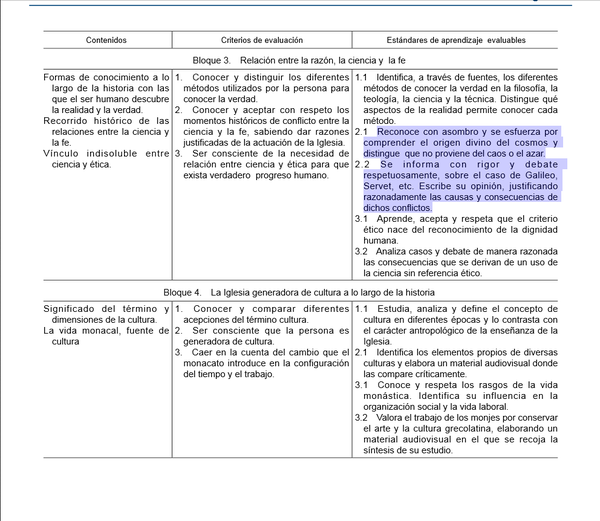 Contenidos
Criterios de evaluación
Estándares de aprendizaje evaluables
Bloque 3. Relación entre la razón, la ciencia y la fe
Formas de conocimiento a lo
largo de la historia con las
que el ser humano descubre
la realidad y la verdad.
Recorrido histórico de las
relaciones entre la ciencia y
la fe.
Vínculo indisoluble entre
ciencia y ética.
1. Conocer y distinguir los diferentes
métodos utilizados por la persona para
conocer la verdad.
2. Conocer y aceptar con respeto los
momentos históricos de conflicto entre la
ciencia y la fe, sabiendo dar razones
justificadas de la actuación de la Iglesia.
3. Ser consciente de la necesidad de
relación entre ciencia y ética para que
exista verdadero progreso humano.
1.1 Identifica, a través de fuentes, los diferentes
métodos de conocer la verdad en la filosofía, la
teología, la ciencia y la técnica. Distingue qué
aspectos de la realidad permite conocer cada
método.
2.1 Reconoce con asombro y se esfuerza por
comprender el origen divino del cosmos y
distingue que no proviene del caos o el azar.
2.2 Se informa con rigor y debate
respetuosamente, sobre el caso de Galileo,
Servet, etc. Escribe su opinión, justificando
razonadamente las causas y consecuencias de
dichos conflictos.
3.1 Aprende, acepta y respeta que el criterio
ético nace del reconocimiento de la dignidad
humana.
3.2 Analiza casos y debate de manera razonada
las consecuencias que se derivan de un uso de
la ciencia sin referencia ético.
Bloque 4. La Iglesia generadora de cultura a lo largo de la historia
Significado del término y
dimensiones de la cultura.
La vida monacal, fuente de
cultura
1. Conocer y comparar diferentes
acepciones del término cultura.
2. Ser consciente que la persona es
generadora de cultura.
3. Caer en la cuenta del cambio que el
monacato introduce en la configuración
del tiempo y el trabajo.
1.1 Estudia, analiza y define el concepto de
cultura en diferentes épocas y lo contrasta con
el carácter antropológico de la enseñanza de la
Iglesia.
2.1 Identifica los elementos propios de diversas
culturas y elabora un material audiovisual donde
las compare críticamente.
3.1 Conoce y respeta los rasgos de la vida
monástica. Identifica su influencia en la
organización social y la vida laboral.
3.2 Valora el trabajo de los monjes por conservar
el arte y la cultura grecolatina, elaborando un
material audiovisual en el que se recoja la
síntesis de su estudio.